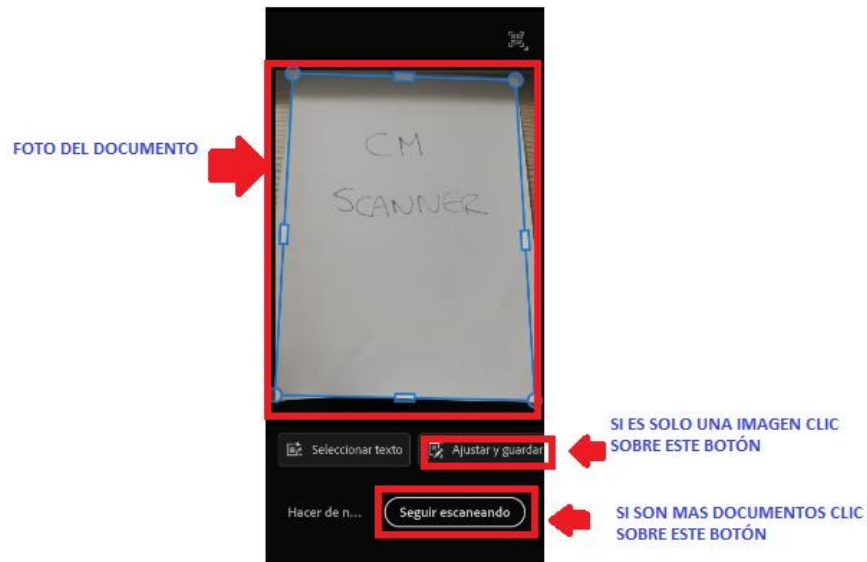 FOTO DEL DOCUMENTO
CM
SCANNER
SI ES SOLO UNA IMAGEN CLIC
SOBRE ESTE BOTÓN
Seleccionar texto
Ajustar y guardar
Hacer de n...
Seguir escaneando
SI SON MAS DOCUMENTOS CLIC
SOBRE ESTE BOTÓN